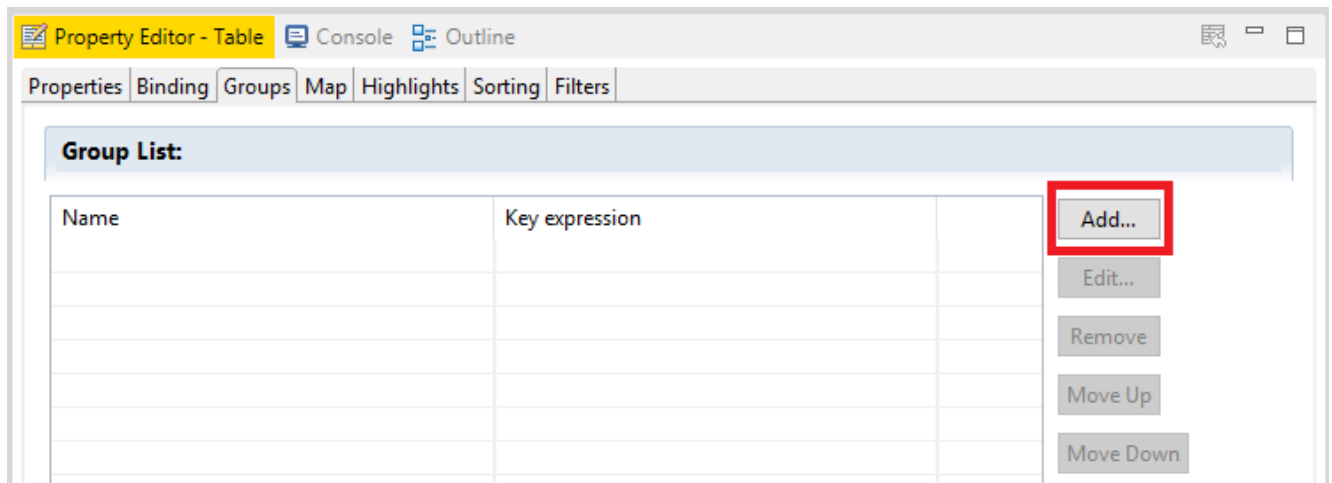 Property Editor - Table Console Outline
Properties Binding Groups Map Highlights Sorting Filters
Group List:
Name Key expression Add...
Edit...
Remove
Move Up
Move Down